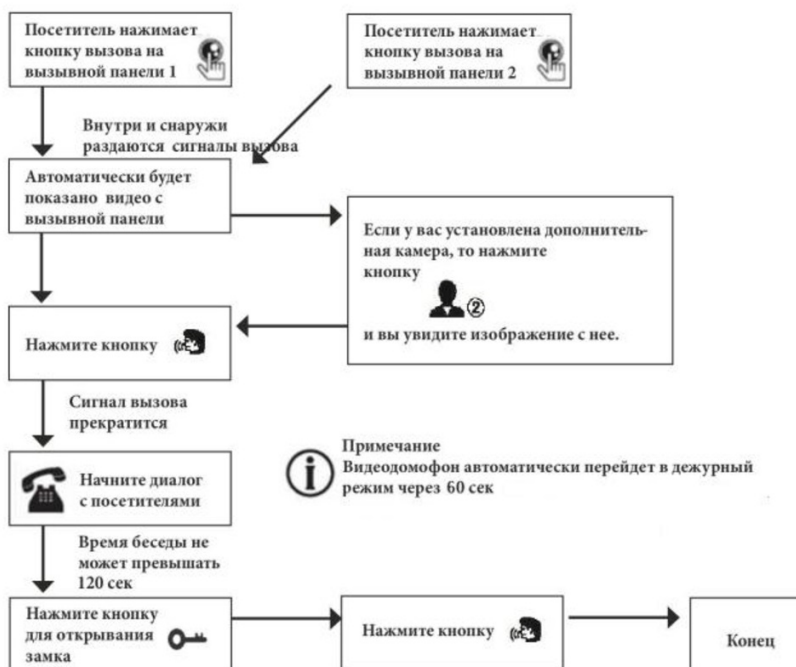 Посетитель нажимает
кнопку вызова на
вызывной панели 1
Посетитель нажимает
кнопку вызова на
вызывной панели 2
Внутри и снаружи
раздаются сигналы вызова
Автоматически будет
показано видео с
вызывной панели
Если у вас установлена дополнитель-
ная камера, то нажмите
кнопку
2
и вы увидите изображение с нее.
Нажмите кнопку
Сигнал вызова
прекратится
Начните диалог
с посетителями
Примечание
Видеодомофон автоматически перейдет в дежурный
режим через 60 сек
Время беседы не
может превышать
120 сек
Нажмите кнопку
для открывания
замка
Нажмите кнопку
Конец